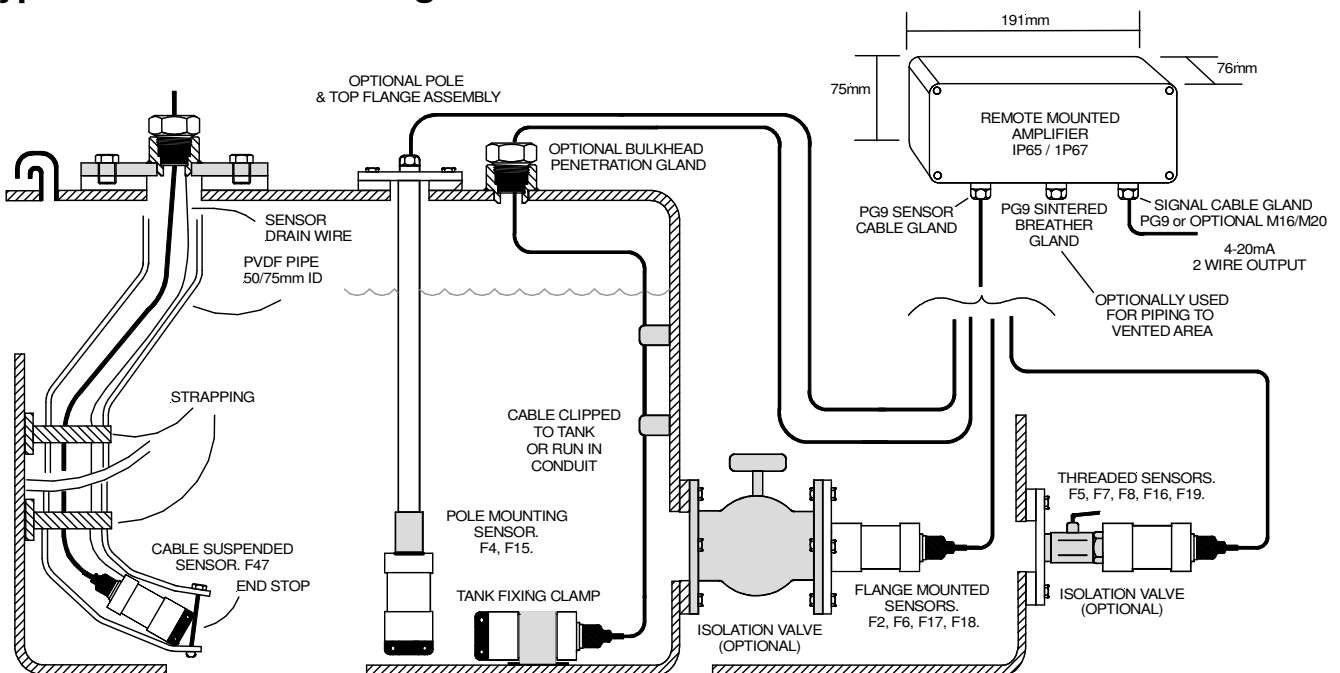 191mm
76mm
75mm
OPTIONAL POLE
& TOP FLANGE ASSEMBLY
REMOTE MOUNTED
AMPLIFIER
IP65 / 1P67
OPTIONAL BULKHEAD
PENETRATION GLAND
PG9 SENSOR
CABLE GLAND
PG9 SINTERED
BREATHER
GLAND
SIGNAL CABLE GLAND
PG9 or OPTIONAL M16/M20
4-20mA
2 WIRE OUTPUT
SENSOR
DRAIN WIRE
PVDF PIPE
50/75mm ID
OPTIONALLY USED
FOR PIPING TO
VENTED AREA
STRAPPING
CABLE CLIPPED
TO TANK
OR RUN IN
CONDUIT
THREADED SENSORS.
F5, F7, F8, F16, F19.
POLE MOUNTING
SENSOR.
F4, F15.
CABLE SUSPENDED
SENSOR. F47
END STOP
TANK FIXING CLAMP
FLANGE MOUNTED
SENSORS.
F2, F6, F17, F18.
ISOLATION VALVE
(OPTIONAL)
ISOLATION VALVE
(OPTIONAL)